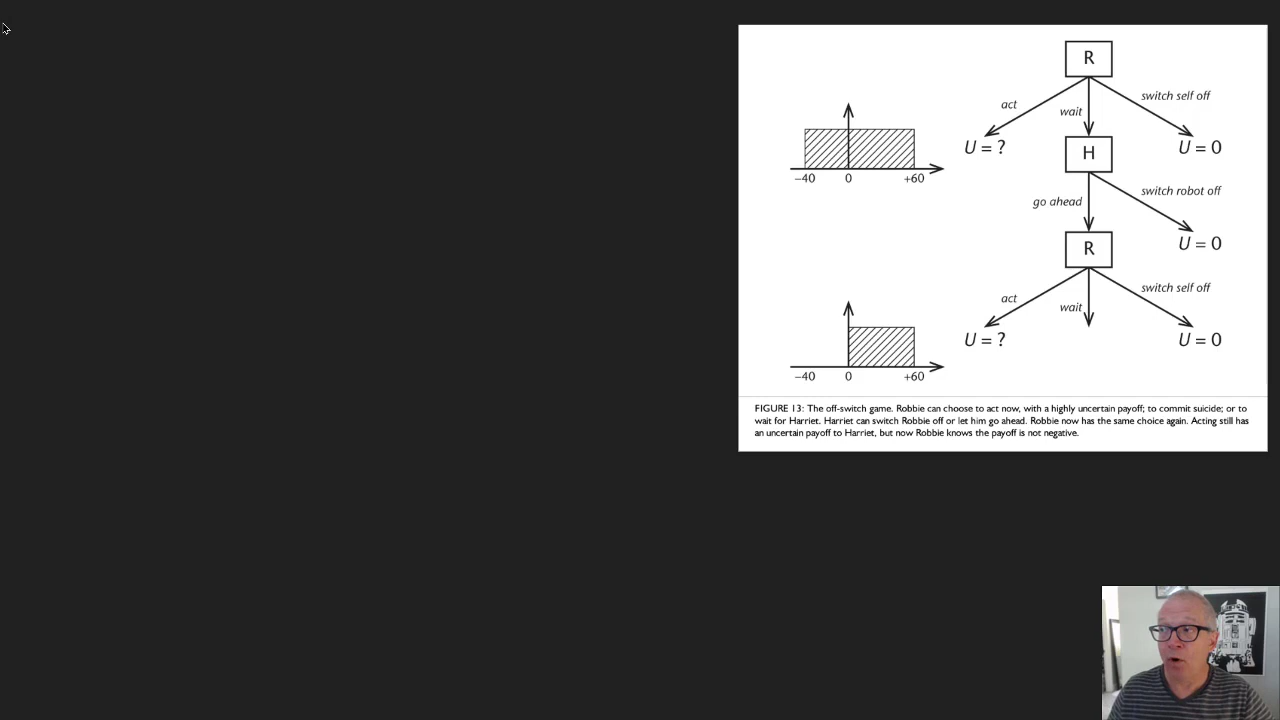 R
act
wait
switch self off
U = ?
H
U = 0
–40
0
+60
go ahead
switch robot off
U = 0
R
act
wait
switch self off
U = ?
U = 0
–40
0
+60
FIGURE 13: The off-switch game. Robbie can choose to act now, with a highly uncertain payoff; to commit suicide; or to
wait for Harriet. Harriet can switch Robbie off or let him go ahead. Robbie now has the same choice again. Acting still has
an uncertain payoff to Harriet, but now Robbie knows the payoff is not negative.